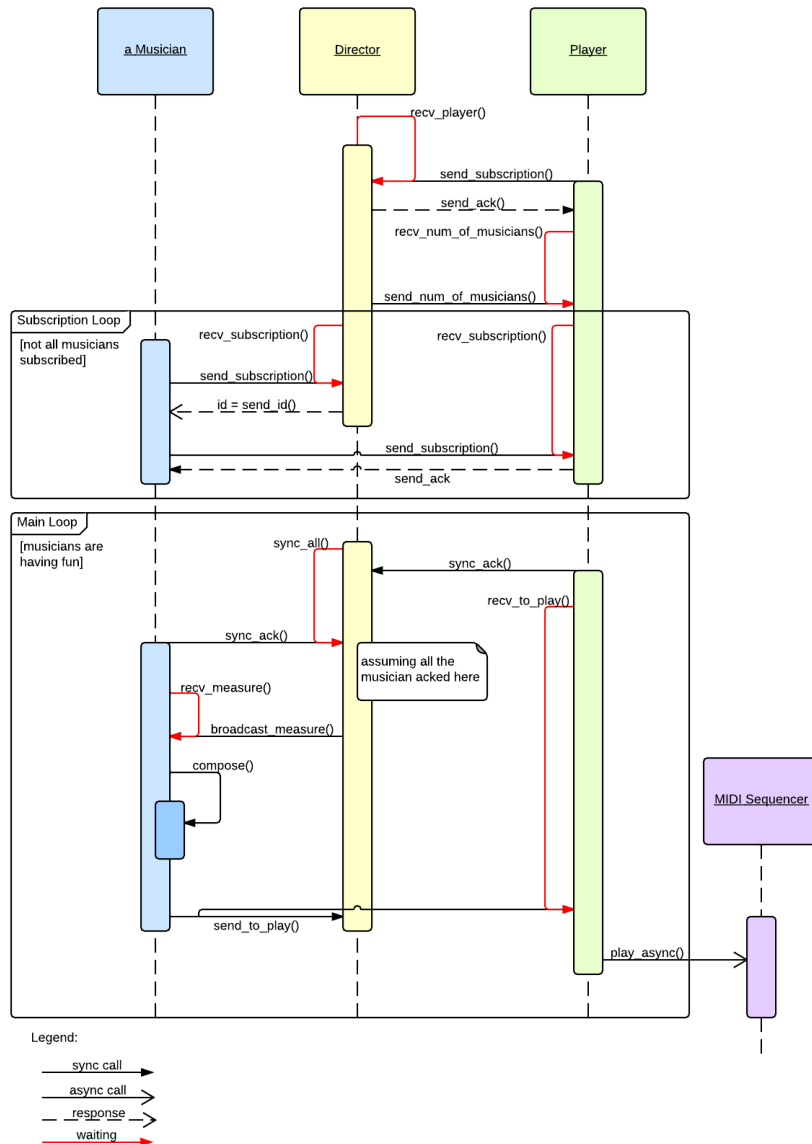 a Musician
Director
Player
recv_player()
send_subscription()
send_ack()
recv_num_of_musicians()
send_num_of_musicians()
Subscription Loop
[not all musicians
subscribed]
recv_subscription()
recv_subscription()
send_subscription()
id = send_id()
send_subscription()
send_ack
Main Loop
[musicians are
having fun]
sync_all()
sync_ack()
recv_to_play()
sync_ack()
assuming all the
musician acked here
recv_measure()
broadcast_measure()
compose()
MIDI Sequencer
send_to_play()
play_async()
Legend:
sync call
async call
response
waiting